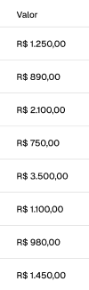 Valor
R$ 1.250,00
R$ 890,00
R$ 2.100,00
R$ 750,00
R$ 3.500,00
R$ 1.100,00
R$ 980,00
R$ 1.450,00